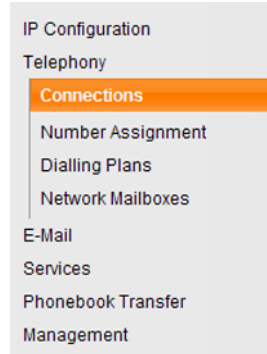 IP Configuration
Telephony
Connections
Number Assignment
Dialling Plans
Network Mailboxes
E-Mail
Services
Phonebook Transfer
Management